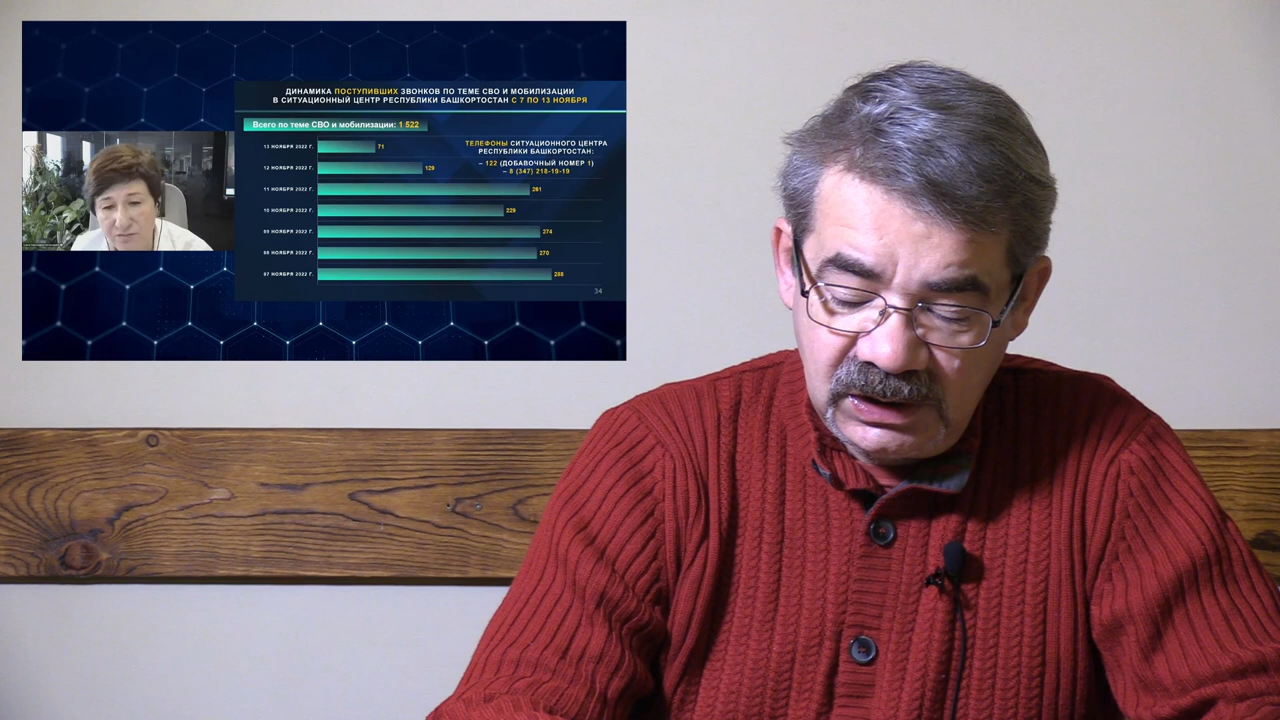 ДИНАМИКА ПОСТУПИВШИХ ЗВОНКОВ ПО ТЕМЕ СВО И МОБИЛИЗАЦИИ
В СИТУАЦИОННЫЙ ЦЕНТР РЕСПУБЛИКИ БАШКОРТОСТАН С 7 ПО 13 НОЯБРЯ
Всего по теме СВО и мобилизации: 1 522
ТЕЛЕФОНЫ СИТУАЦИОННОГО ЦЕНТРА
РЕСПУБЛИКИ БАШКОРТОСТАН:
– 122 (ДОБАВОЧНЫЙ НОМЕР 1)
– 8 (347) 218-19-19
13 НОЯБРЯ 2022 Г. 71
12 НОЯБРЯ 2022 Г. 129
11 НОЯБРЯ 2022 Г. 261
10 НОЯБРЯ 2022 Г. 229
09 НОЯБРЯ 2022 Г. 274
08 НОЯБРЯ 2022 Г. 270
07 НОЯБРЯ 2022 Г. 288
34